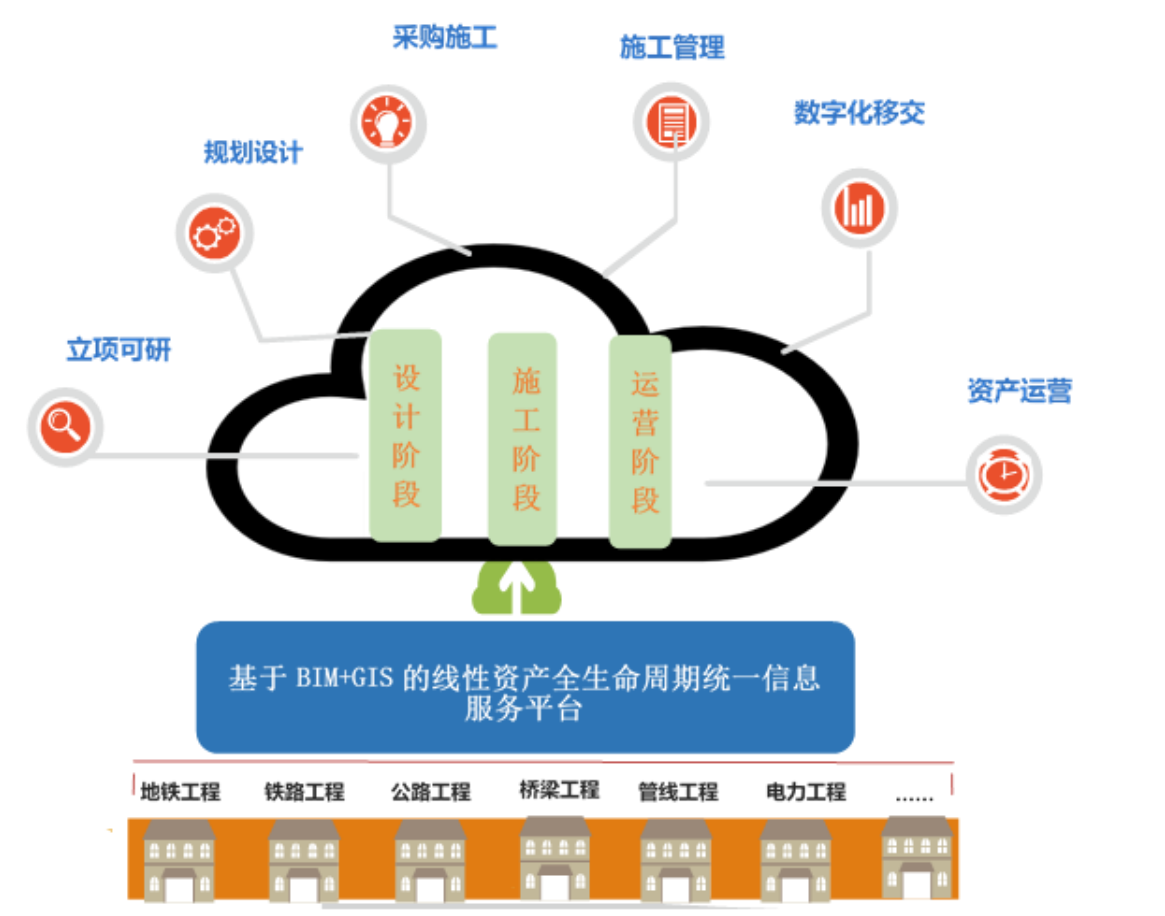 采购施工
施工管理
数字化移交
规划设计
立项可研
资产运营
设计阶段
施工阶段
运营阶段
基于 BIM+GIS 的线性资产全生命周期统一信息
服务平台
地铁工程
铁路工程
公路工程
桥梁工程
管线工程
电力工程
……